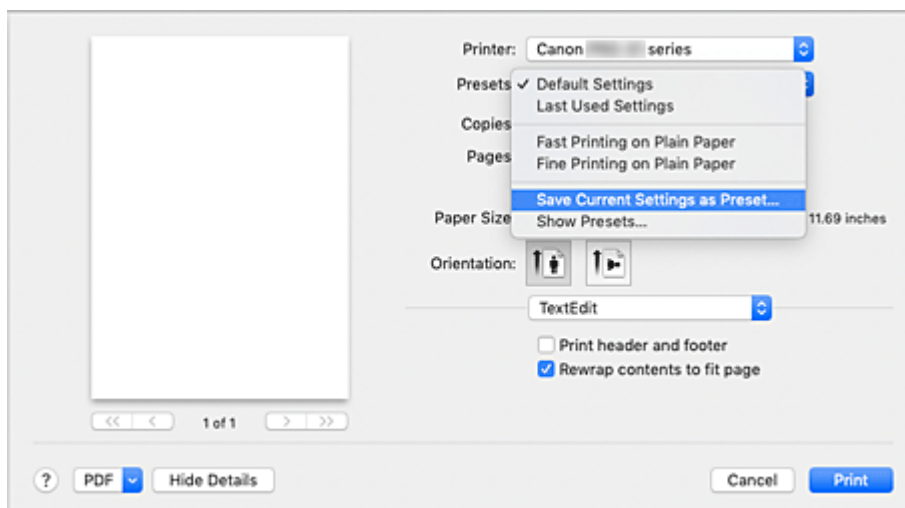 Printer: Canon series
Presets ✓ Default Settings
Last Used Settings
Copies
Fast Printing on Plain Paper
Pages
Fine Printing on Plain Paper
Save Current Settings as Preset...
Paper Size 11.69 inches
Show Presets...
Orientation:
TextEdit
Print header and footer
Rewrap contents to fit page
<< < 1 of 1 > >>
? PDF Hide Details Cancel Print